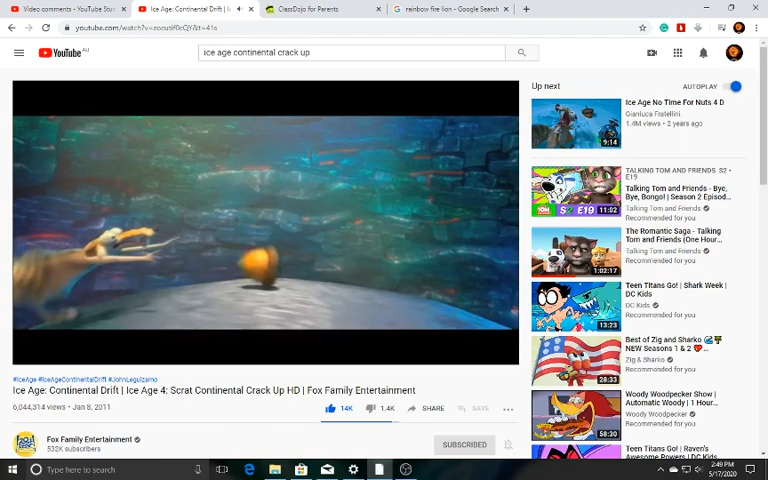 Video comments - YouTube Stu
Ice Age: Continental Drift | I
ClassDojo for Parents
rainbow fire lion - Google Search
youtube.com/watch?v=zocutif0cQY&t=41s
YouTube AU
ice age continental crack up
Up next
AUTOPLAY
Ice Age No Time For Nuts 4 D
Gianluca Fratellini
1.4M views • 2 years ago
9:14
TALKING TOM AND FRIENDS S2 •
E19
Talking Tom and Friends - Bye,
Bye, Bongo! | Season 2 Episod...
Talking Tom and Friends
Recommended for you
TOM S2 E19
11:02
The Romantic Saga - Talking
Tom and Friends (One Hour...
Talking Tom and Friends
Recommended for you
1:02:17
Teen Titans Go! | Shark Week |
DC Kids
DC Kids
Recommended for you
13:23
Best of Zig and Sharko
NEW Seasons 1 & 2
Zig & Sharko
Recommended for you
28:33
Woody Woodpecker Show |
Automatic Woody | 1 Hour...
Woody Woodpecker
Recommended for you
58:30
Teen Titans Go! | Raven's
#IceAge #IceAgeContinentalDrift #JohnLeguizamo
Ice Age: Continental Drift | Ice Age 4: Scrat Continental Crack Up HD | Fox Family Entertainment
6,044,314 views • Jan 8, 2011
14K
1.4K
SHARE
SAVE
Fox Family Entertainment
532K subscribers
SUBSCRIBED
Type here to search
2:49 PM
5/17/2020